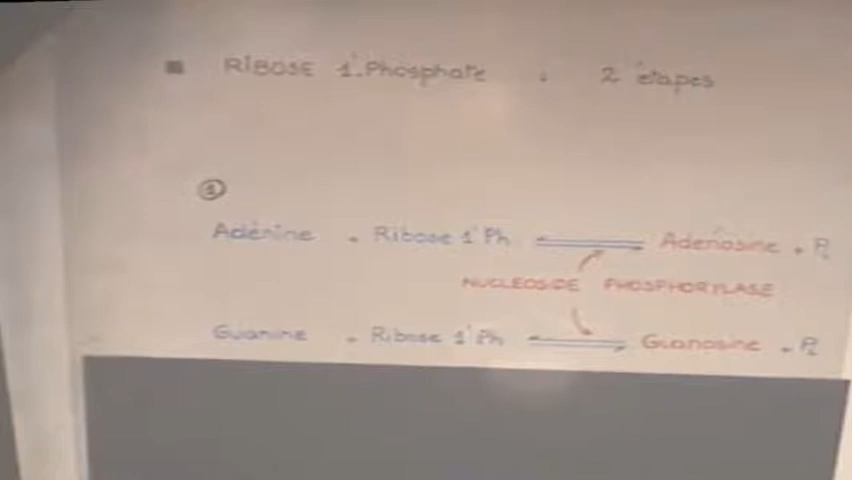 RIBOSE 1'.Phosphate : 2 étapes
①
Adénine + Ribose 1' Ph ⇌ Adénosine + Pi
NUCLEOSIDE PHOSPHORYLASE
Guanine + Ribose 1' Ph ⇌ Guanosine + Pi